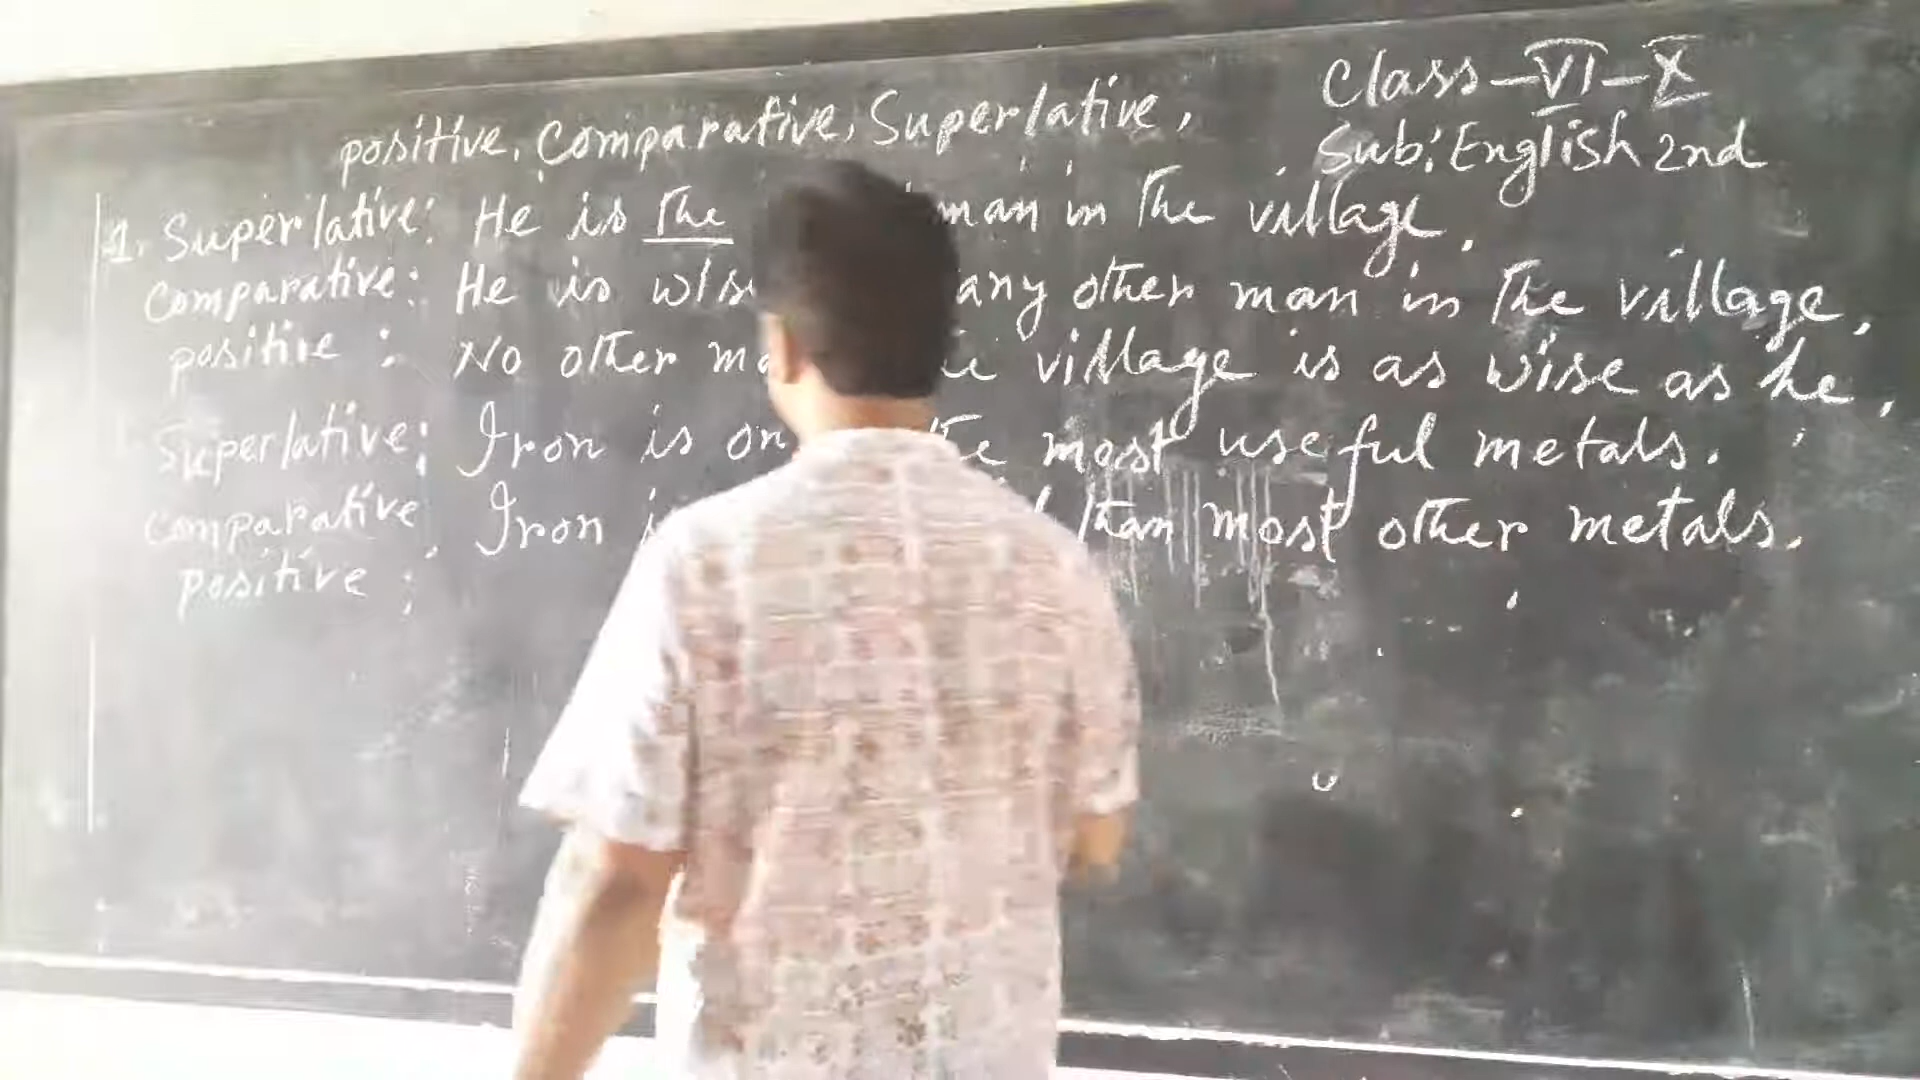 Class-VI-X
positive, Comparative, Superlative,
Sub: English 2nd
1. Superlative: He is the man in the village.
Comparative: He is any other man in the village.
positive : No other village is as wise as he.
Superlative: Iron is most useful metals.
Comparative: Iron than most other metals.
Positive :